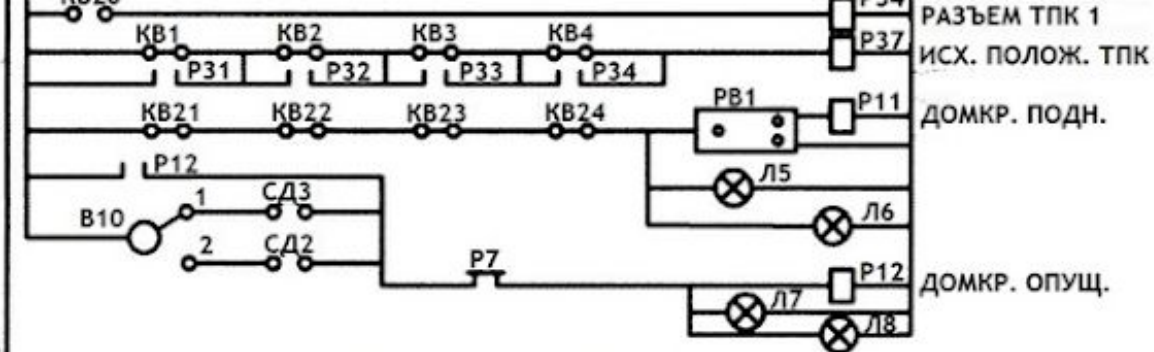 РАЗЪЕМ ТПК 1
КВ1 КВ2 КВ3 КВ4 Р37 ИСХ. ПОЛОЖ. ТПК
Р31 Р32 Р33 Р34
КВ21 КВ22 КВ23 КВ24 РВ1 Р11 ДОМКР. ПОДН.
Р12 Л5
В10 1 СД3 Л6
2 СД2
Р7 Р12 ДОМКР. ОПУЩ.
Л7
Л8